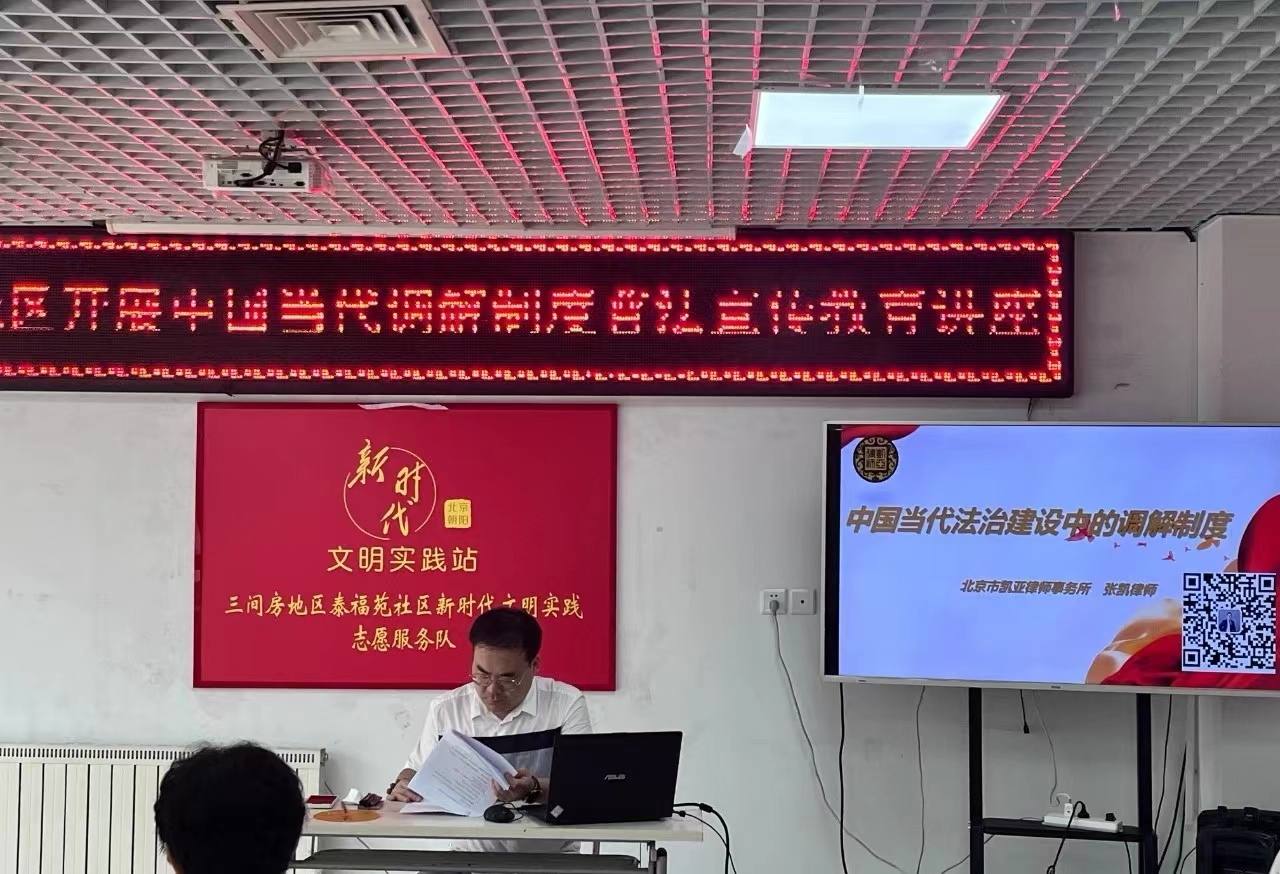 区开展中国当代调解制度普法宣传教育讲座
新时代
北京
朝阳
文明实践站
三间房地区泰福苑社区新时代文明实践
志愿服务队
中国当代法治建设中的调解制度
北京市凯亚律师事务所 张凯律师
ASUS